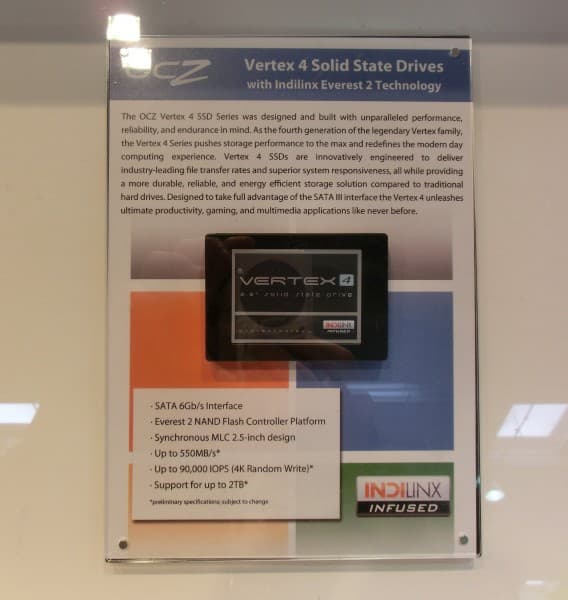 OCZ
Vertex 4 Solid State Drives
with Indilinx Everest 2 Technology
The OCZ Vertex 4 SSD Series was designed and built with unparalleled performance,
reliability, and endurance in mind. As the fourth generation of the legendary Vertex family,
the Vertex 4 Series pushes storage performance to the max and redefines the modern day
computing experience. Vertex 4 SSDs are innovatively engineered to deliver
industry-leading file transfer rates and superior system responsiveness, all while providing
a more durable, reliable, and energy efficient storage solution compared to traditional
hard drives. Designed to take full advantage of the SATA III interface the Vertex 4 unleashes
ultimate productivity, gaming, and multimedia applications like never before.
VERTEX 4
2.5" solid state drive
INDILINX
INFUSED
· SATA 6Gb/s Interface
· Everest 2 NAND Flash Controller Platform
· Synchronous MLC 2.5-inch design
· Up to 550MB/s*
· Up to 90,000 IOPS (4K Random Write)*
· Support for up to 2TB*
*preliminary specifications; subject to change
INDILINX
INFUSED